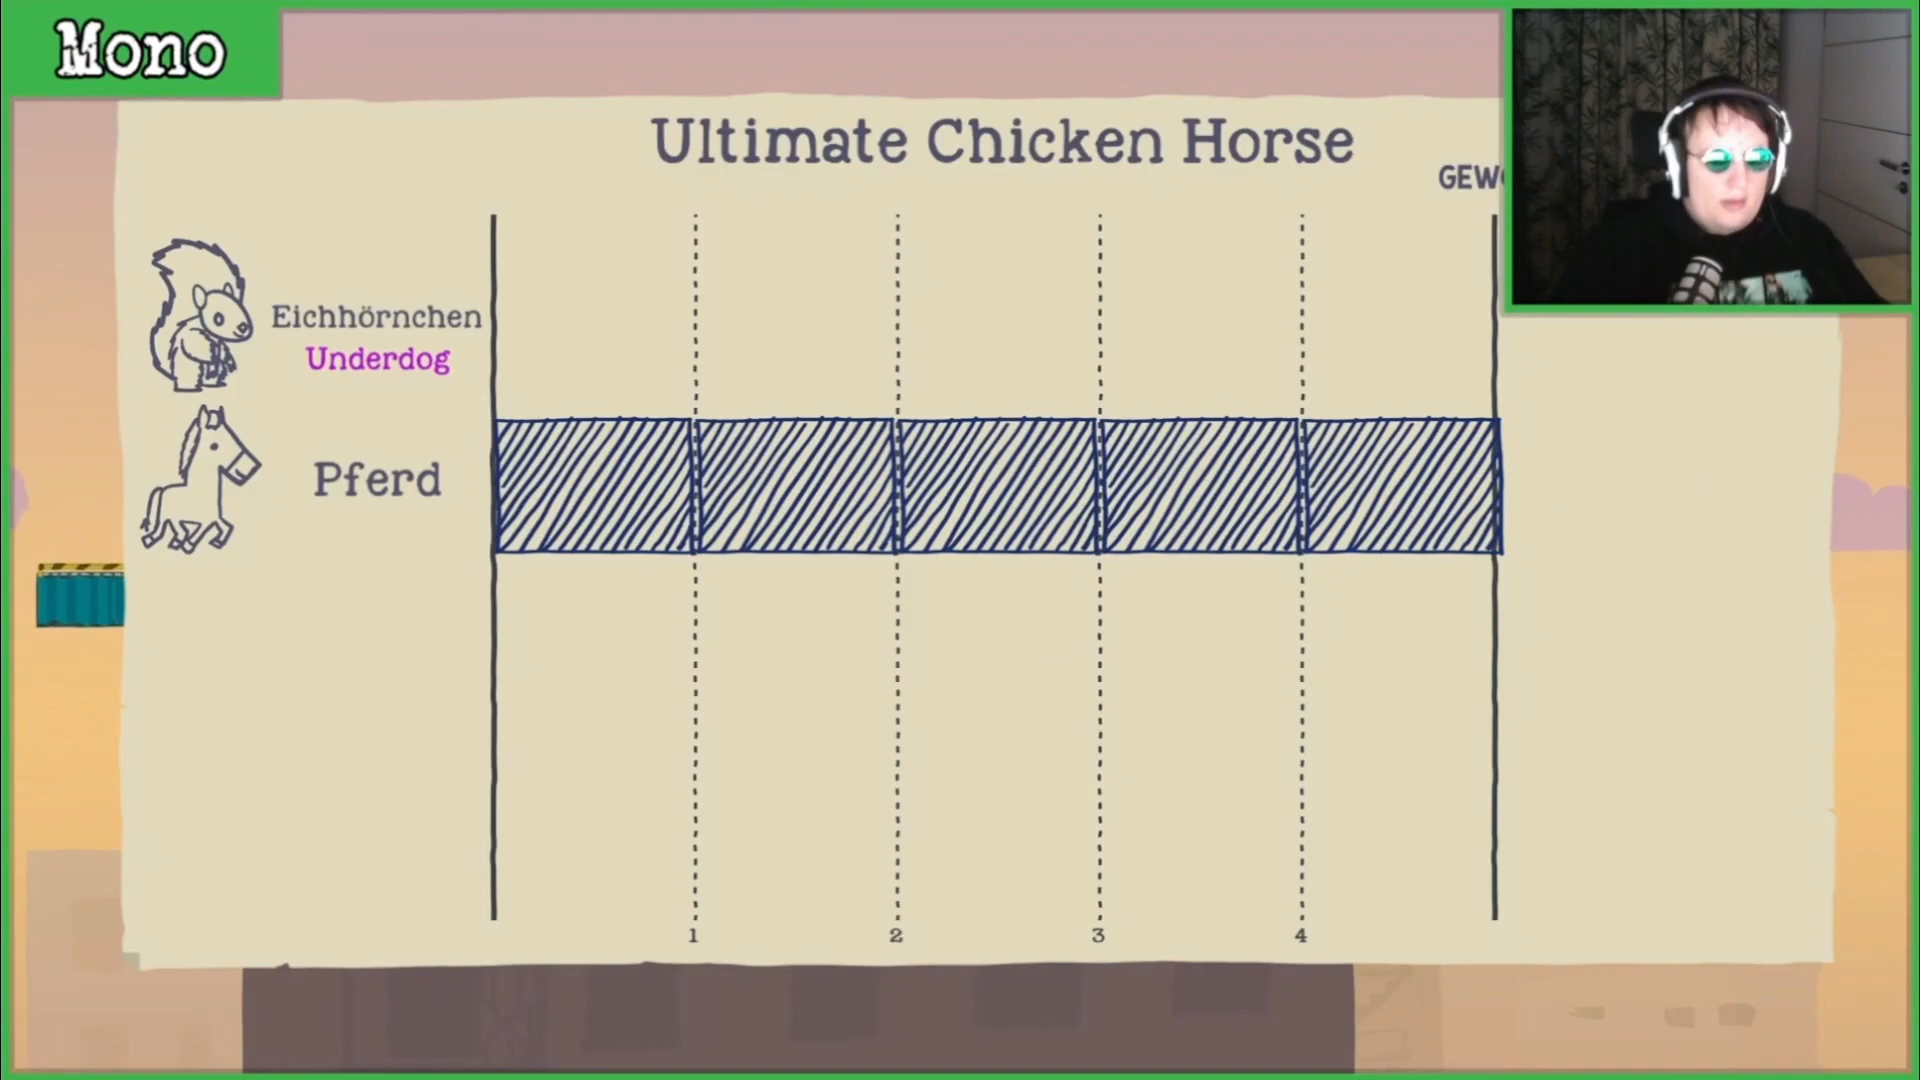 Mono
Ultimate Chicken Horse
Eichhörnchen
Underdog
Pferd
1
2
3
4